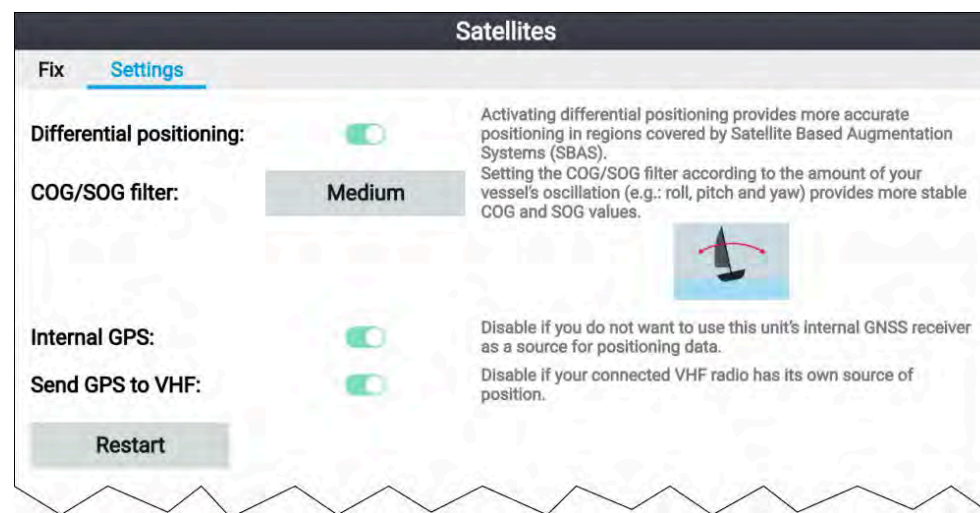 Satellites
Fix Settings
Differential positioning:
Activating differential positioning provides more accurate
positioning in regions covered by Satellite Based Augmentation
Systems (SBAS).
COG/SOG filter:
Medium
Setting the COG/SOG filter according to the amount of your
vessel's oscillation (e.g.: roll, pitch and yaw) provides more stable
COG and SOG values.
Internal GPS:
Disable if you do not want to use this unit's internal GNSS receiver
as a source for positioning data.
Send GPS to VHF:
Disable if your connected VHF radio has its own source of
position.
Restart